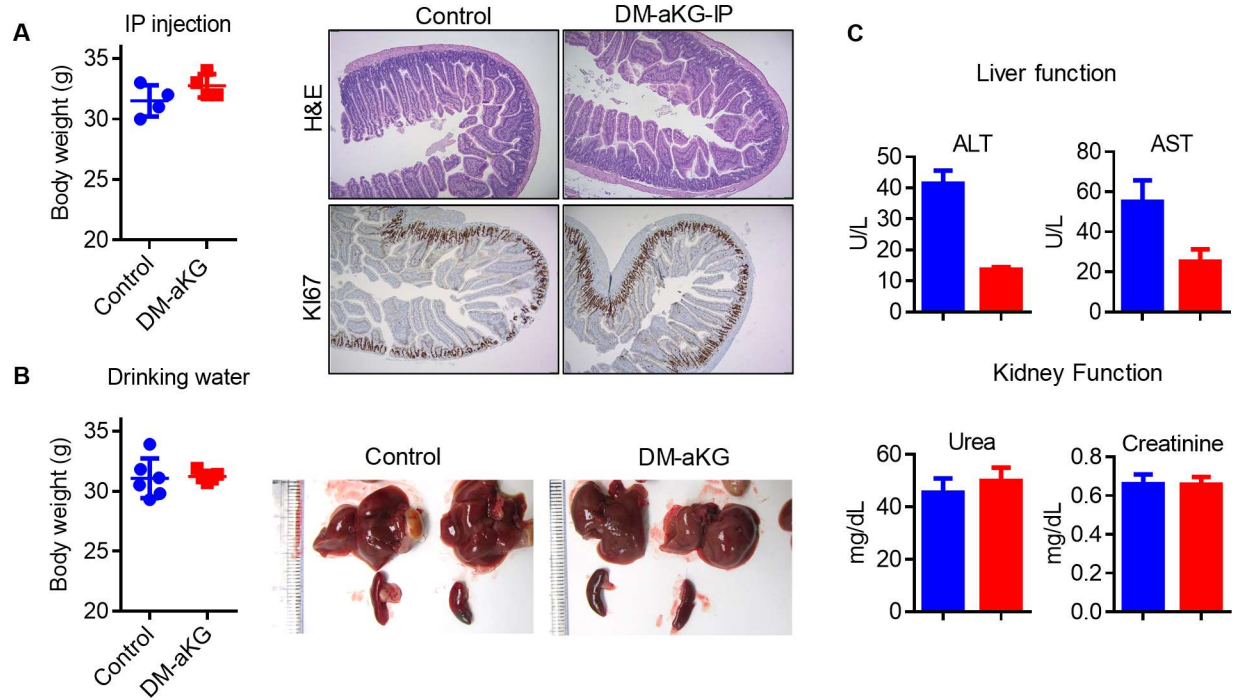 A
IP injection
Body weight (g)
35
30
25
20
Control
DM-aKG
Control
DM-aKG-IP
H&E
KI67
B
Drinking water
Body weight (g)
35
30
25
20
Control
DM-aKG
Control
DM-aKG
C
Liver function
ALT
U/L
50
40
30
20
10
0
AST
U/L
80
60
40
20
0
Kidney Function
Urea
mg/dL
60
40
20
0
Creatinine
mg/dL
0.8
0.6
0.4
0.2
0.0